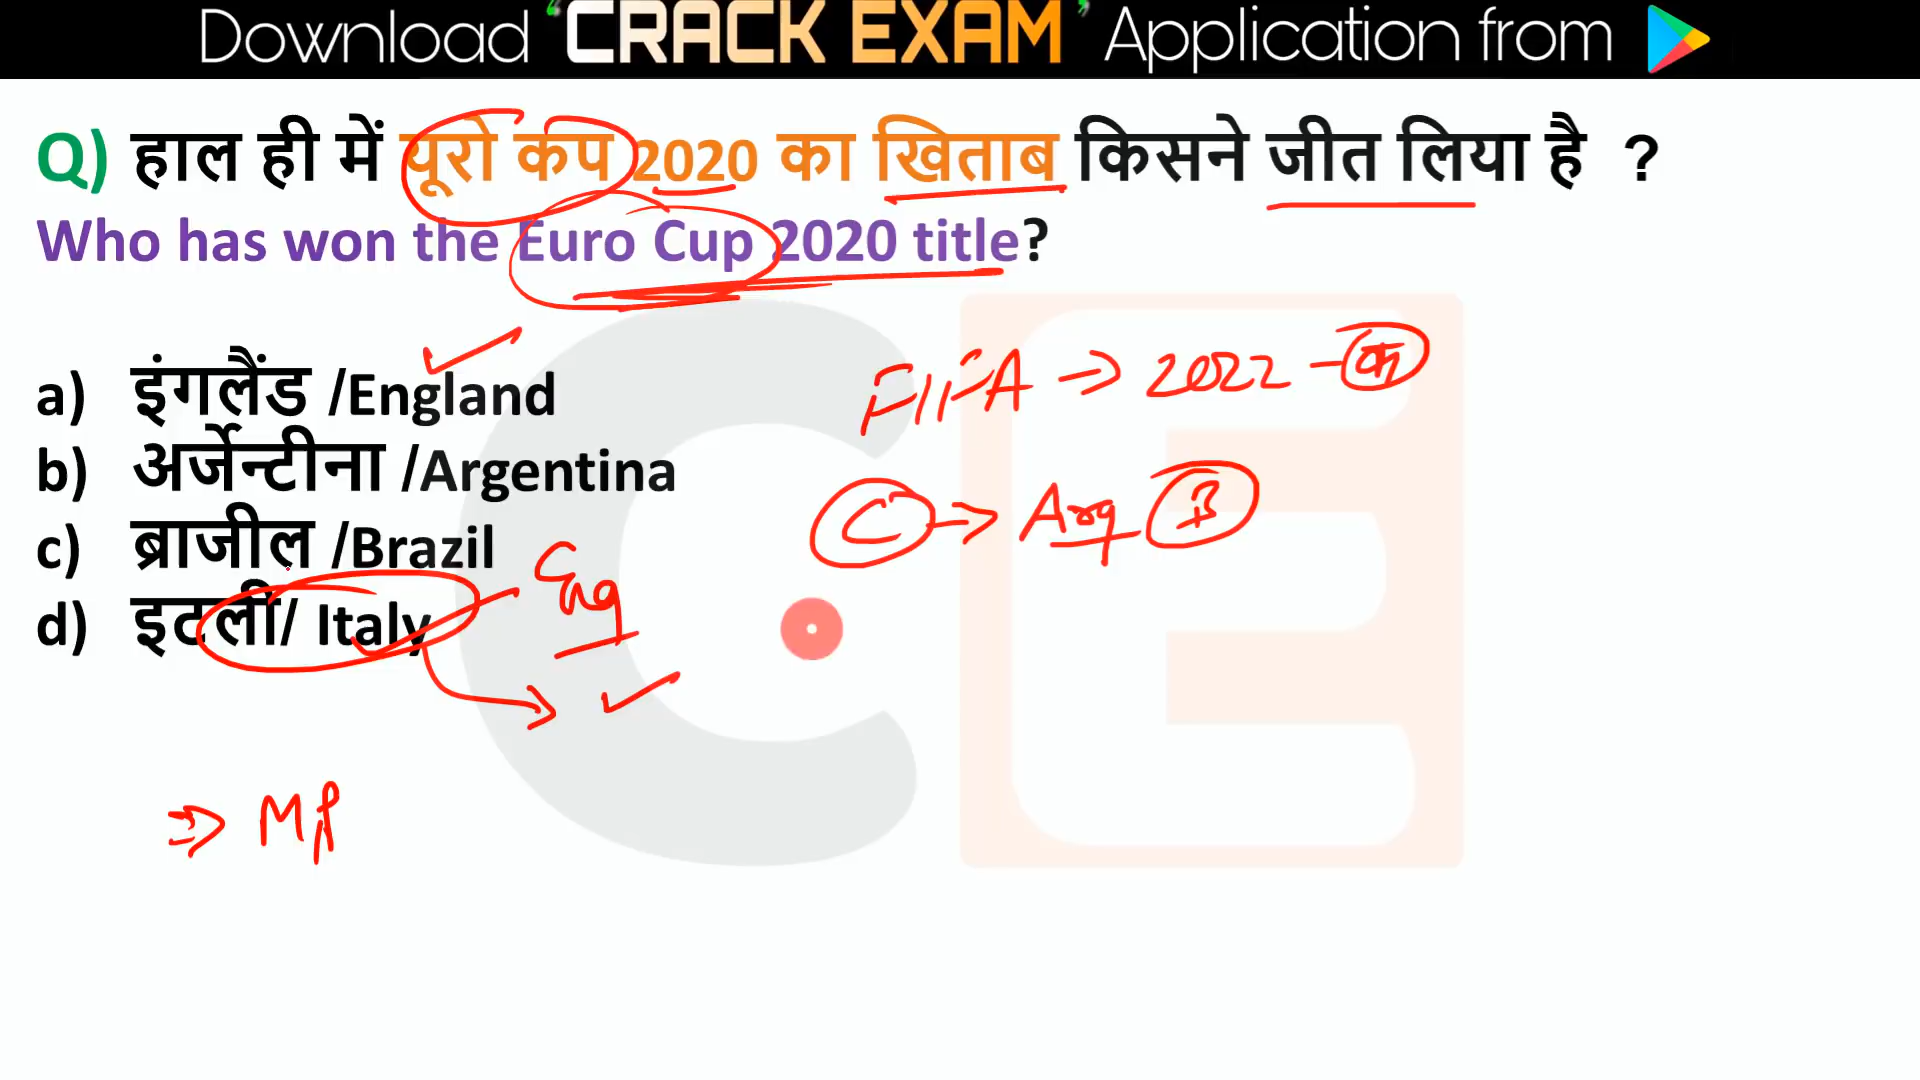 Download 'CRACK EXAM' Application from
Q) हाल ही में यूरो कप 2020 का खिताब किसने जीत लिया है ?
Who has won the Euro Cup 2020 title?
a) इंगलैंड /England
b) अर्जेन्टीना /Argentina
c) ब्राजील /Brazil
d) इटली/ Italy
FIFA → 2022 -
C → Arg B
Eng
⇒ M
CE